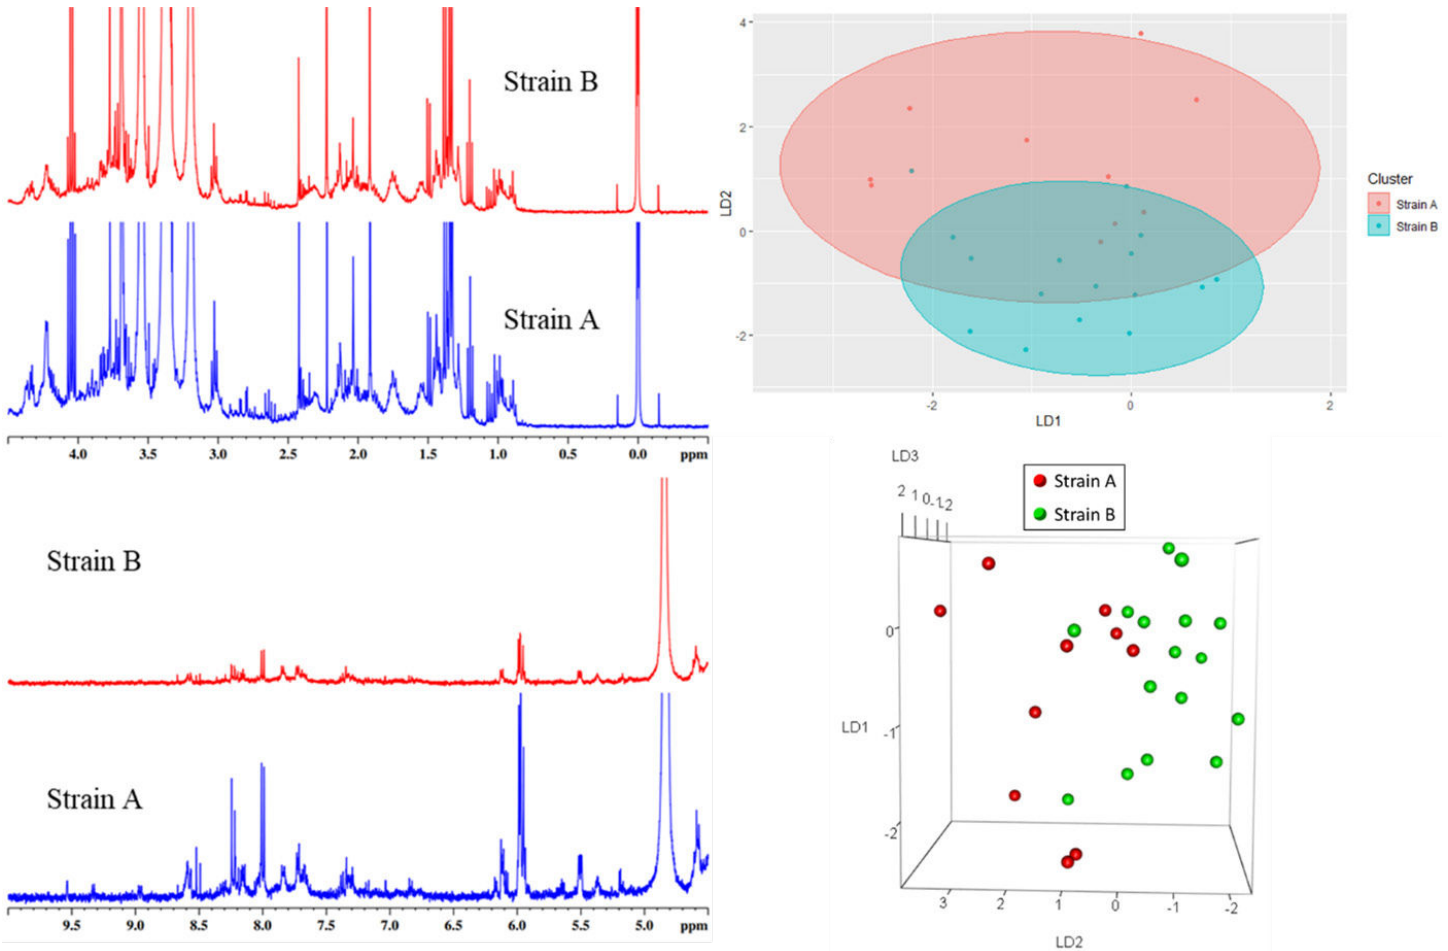 Strain B
Strain A
4.0 3.5 3.0 2.5 2.0 1.5 1.0 0.5 0.0 ppm
Strain B
Strain A
9.5 9.0 8.5 8.0 7.5 7.0 6.5 6.0 5.5 5.0 ppm
4
2
0
-2
LD2
-2 0 2
LD1
Cluster
Strain A
Strain B
LD3
2 1 0 -1 -2
Strain A
Strain B
0
LD1 -1
-2
3 2 1 0 -1 -2
LD2